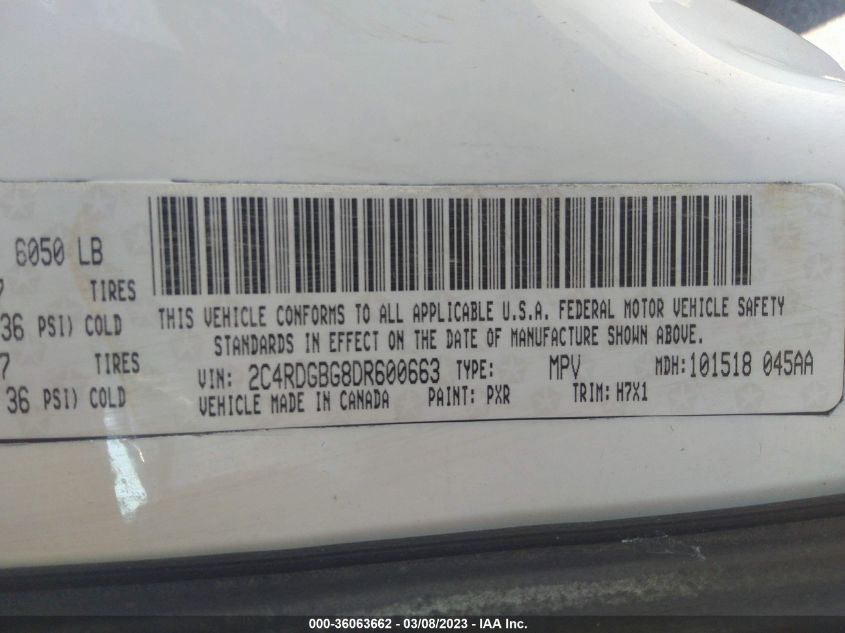 6050 LB
7 TIRES
36 PSI) COLD
7 TIRES
36 PSI) COLD
THIS VEHICLE CONFORMS TO ALL APPLICABLE U.S.A. FEDERAL MOTOR VEHICLE SAFETY
STANDARDS IN EFFECT ON THE DATE OF MANUFACTURE SHOWN ABOVE.
VIN: 2C4RDGBG8DR600663 TYPE: MPV MDH:101518 045AA
VEHICLE MADE IN CANADA PAINT: PXR TRIM: H7X1
000-36063662 - 03/08/2023 - IAA Inc.